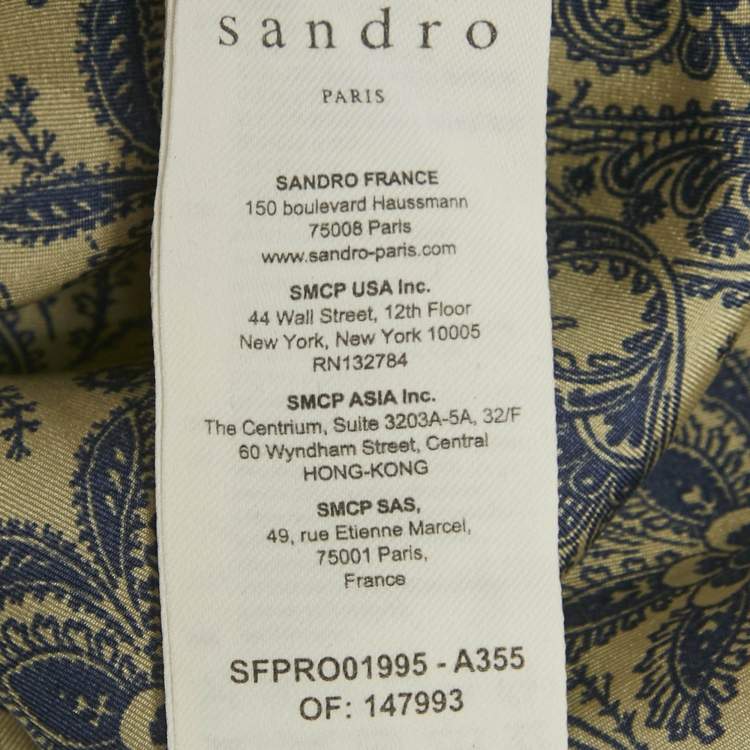 sandro
PARIS
SANDRO FRANCE
150 boulevard Haussmann
75008 Paris
www.sandro-paris.com
SMCP USA Inc.
44 Wall Street, 12th Floor
New York, New York 10005
RN132784
SMCP ASIA Inc.
The Centrium, Suite 3203A-5A, 32/F
60 Wyndham Street, Central
HONG-KONG
SMCP SAS,
49, rue Etienne Marcel,
75001 Paris,
France
SFPRO01995 - A355
OF: 147993